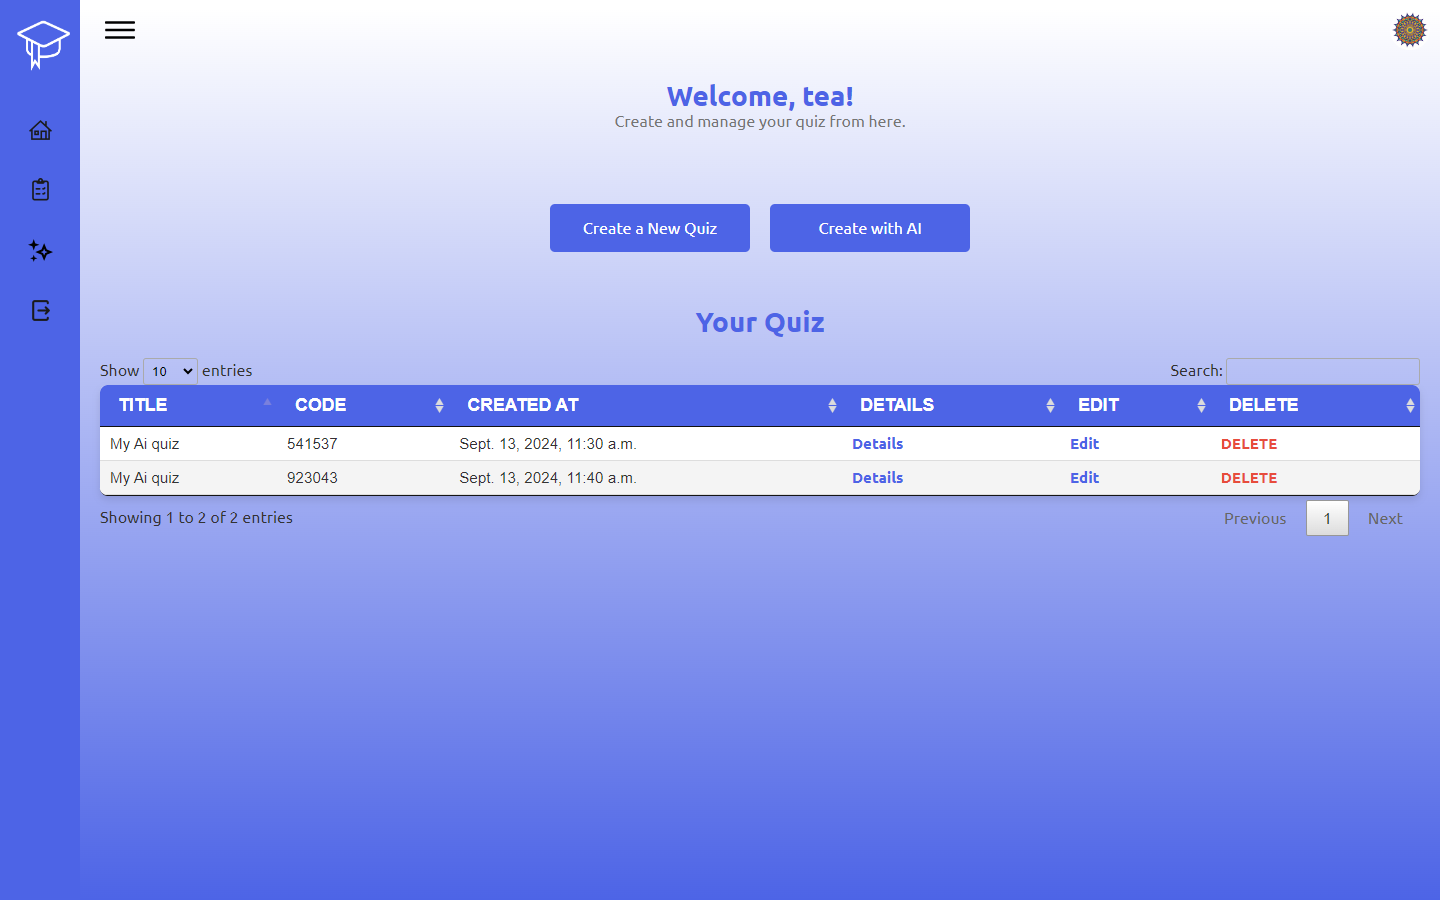 Welcome, tea!
Create and manage your quiz from here.
Create a New Quiz Create with AI
Your Quiz
Show 10 entries Search:
TITLE CODE CREATED AT DETAILS EDIT DELETE
My Ai quiz 541537 Sept. 13, 2024, 11:30 a.m. Details Edit DELETE
My Ai quiz 923043 Sept. 13, 2024, 11:40 a.m. Details Edit DELETE
Showing 1 to 2 of 2 entries Previous 1 Next